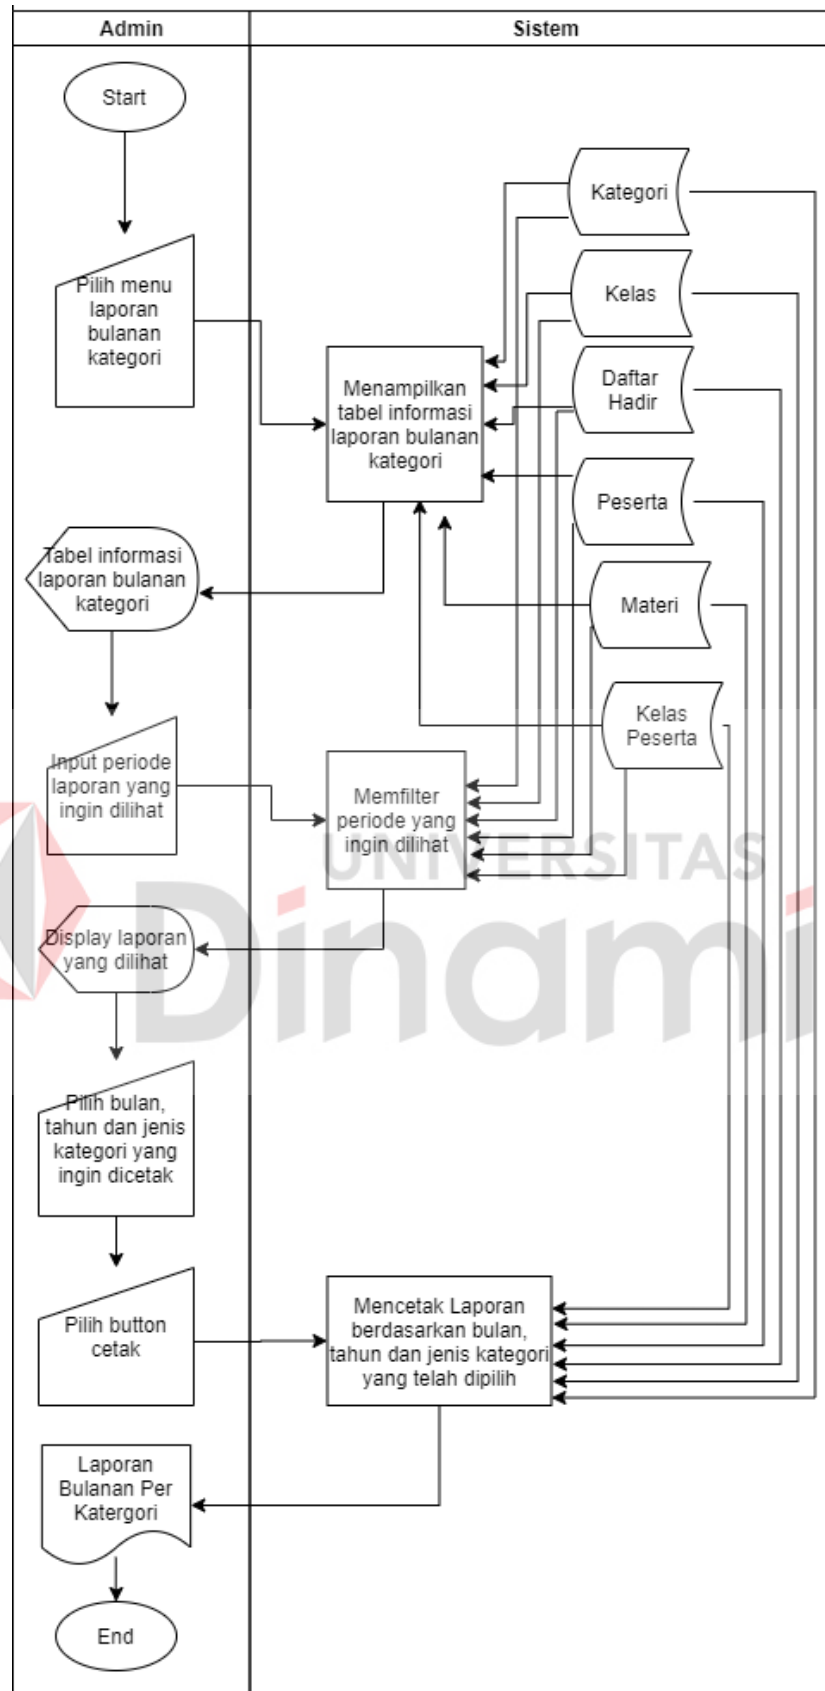 Admin
Sistem
Start
Kategori
Pilih menu
laporan
bulanan
kategori
Kelas
Menampilkan
tabel informasi
laporan bulanan
kategori
Daftar
Hadir
Peserta
Tabel informasi
laporan bulanan
kategori
Materi
Kelas
Peserta
Input periode
laporan yang
ingin dilihat
Memfilter
periode yang
ingin dilihat
UNIVERSITAS
Dinami
Display laporan
yang dilihat
Pilih bulan,
tahun dan jenis
kategori yang
ingin dicetak
Pilih button
cetak
Mencetak Laporan
berdasarkan bulan,
tahun dan jenis kategori
yang telah dipilih
Laporan
Bulanan Per
Katergori
End